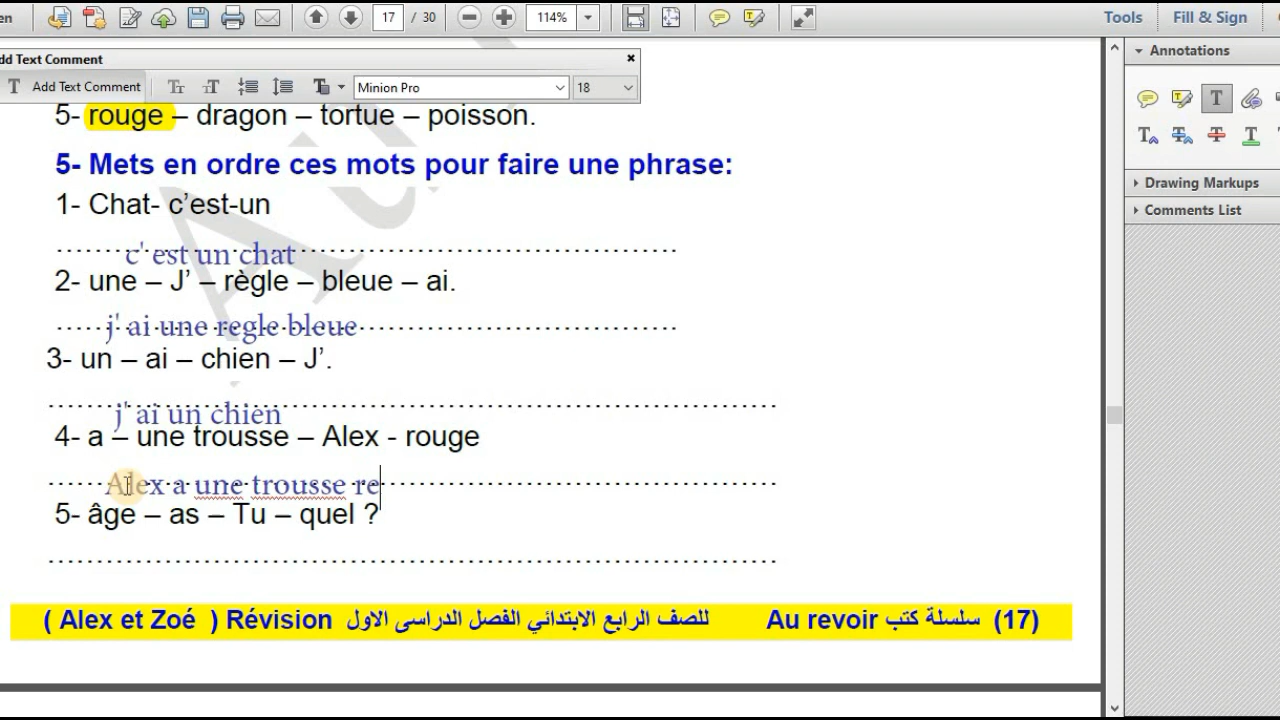 en 17 / 30 114% Tools Fill & Sign
Add Text Comment
Add Text Comment Minion Pro 18
Annotations
Drawing Markups
Comments List
5- rouge – dragon – tortue – poisson.
5- Mets en ordre ces mots pour faire une phrase:
1- Chat- c’est-un
c' est un chat
2- une – J’ – règle – bleue – ai.
j' ai une regle bleue
3- un – ai – chien – J’.
j' ai un chien
4- a – une trousse – Alex - rouge
Alex a une trousse re
5- âge – as – Tu – quel ?
( Alex et Zoé ) Révision للصف الرابع الابتدائي الفصل الدراسى الاول Au revoir سلسلة كتب (17)